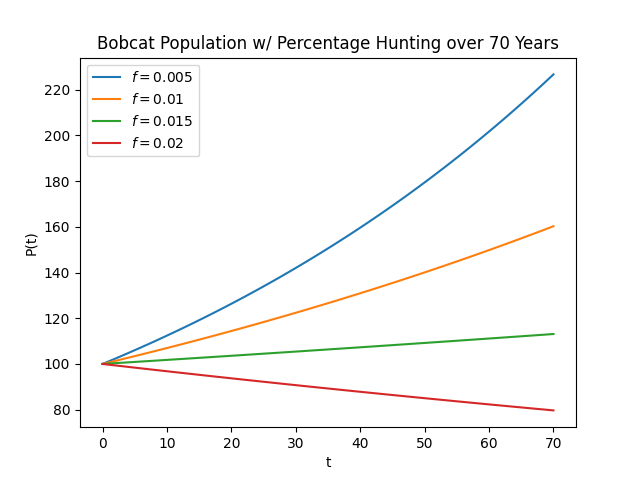 Bobcat Population w/ Percentage Hunting over 70 Years
f = 0.005
f = 0.01
f = 0.015
f = 0.02
220
200
180
160
140
120
100
80
P(t)
0 10 20 30 40 50 60 70
t